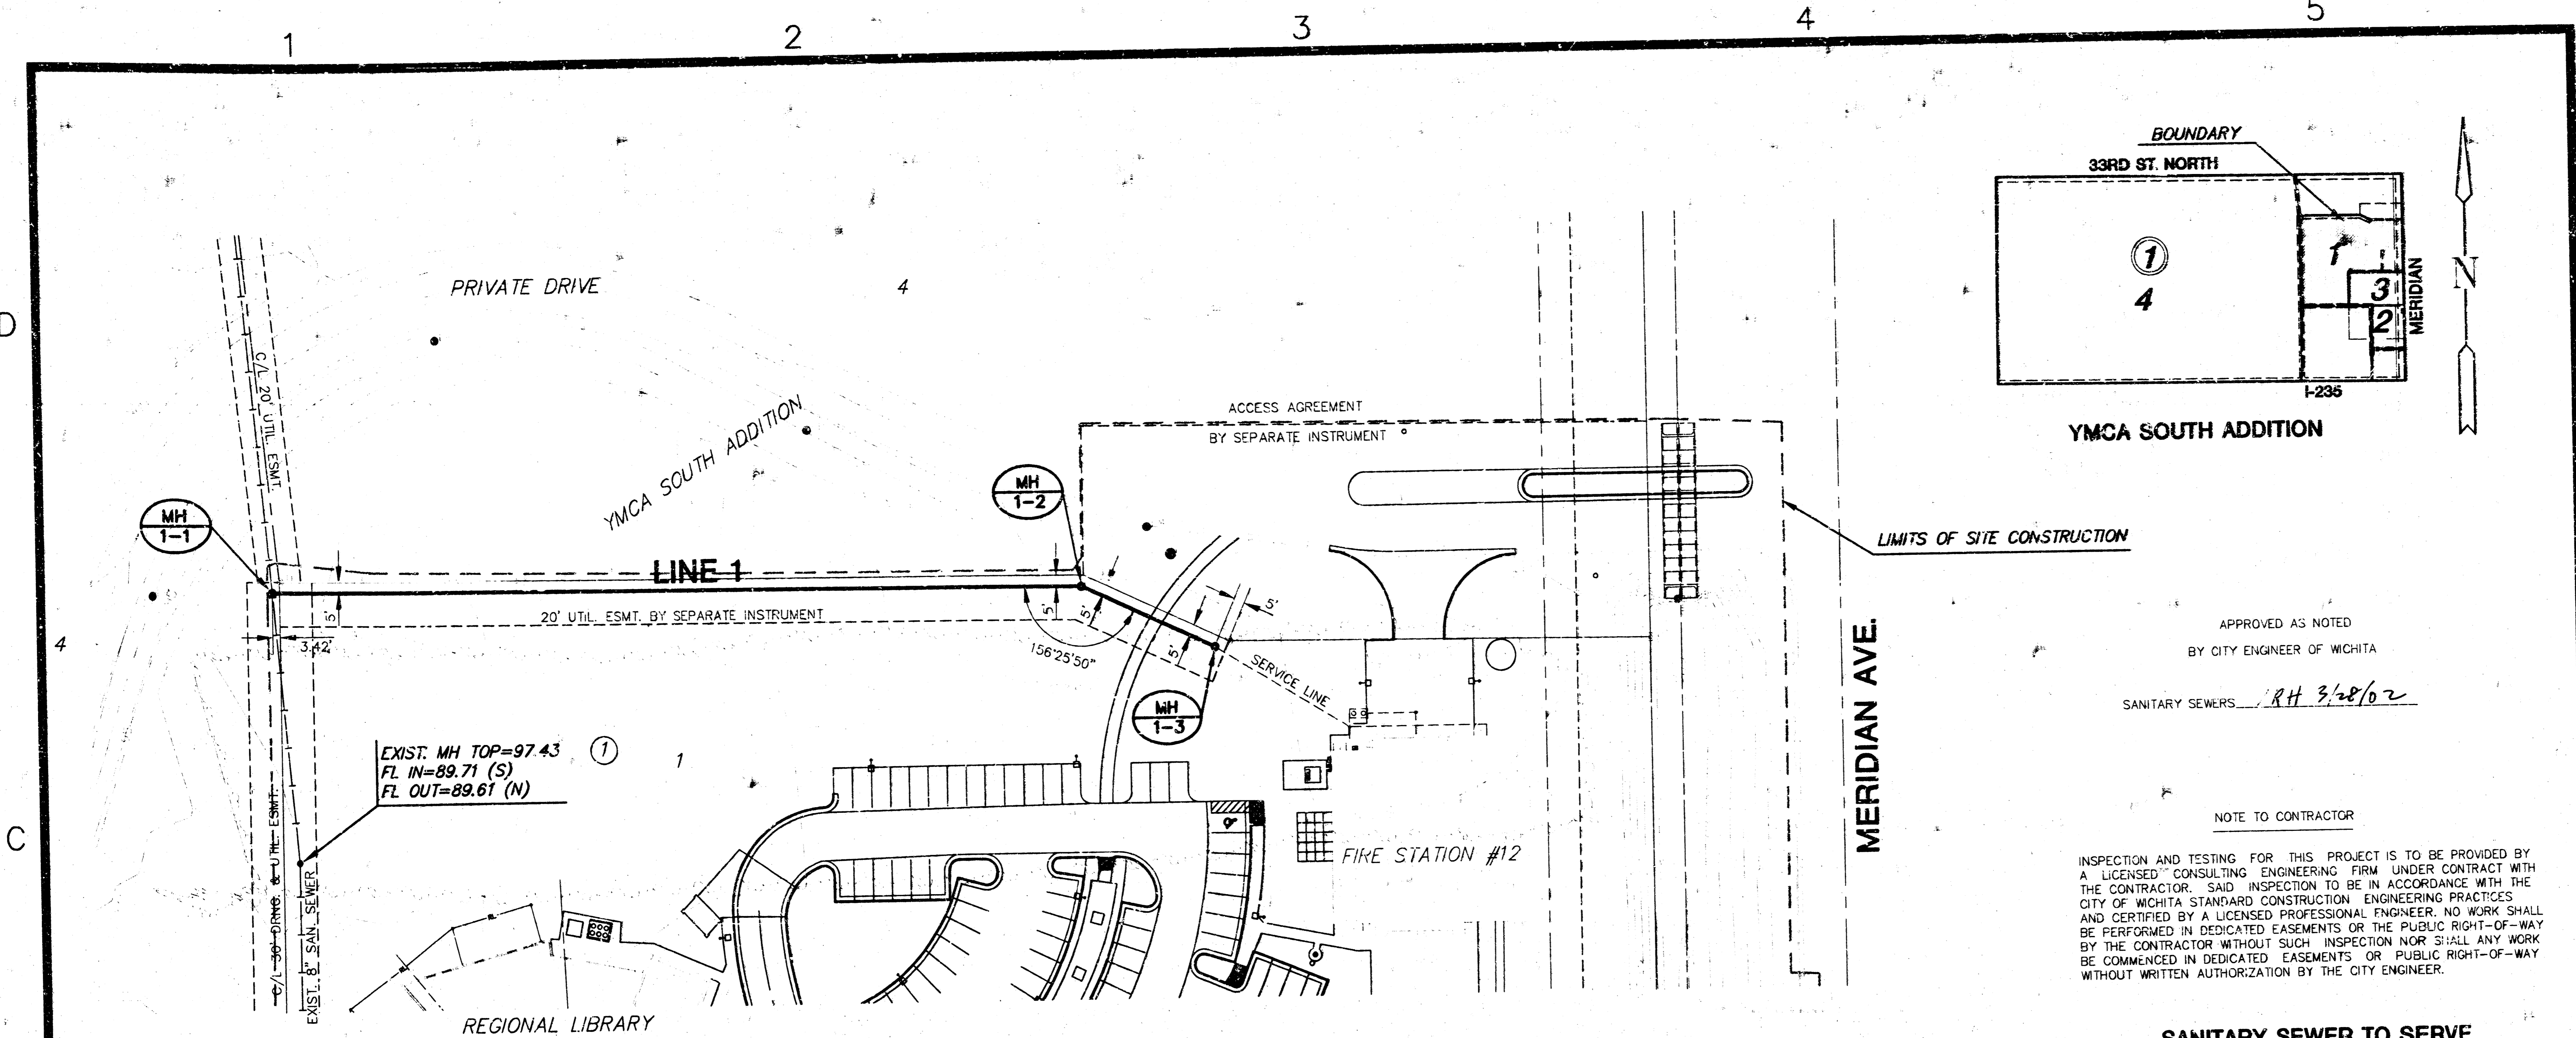 1
2
3
4
5
D
C
BOUNDARY
33RD ST. NORTH
1
4
1
3
2
MERIDIAN
I-235
N
YMCA SOUTH ADDITION
PRIVATE DRIVE
4
C/L 20' UTIL ESMT.
YMCA SOUTH ADDITION
ACCESS AGREEMENT
BY SEPARATE INSTRUMENT
MH
1-1
MH
1-2
LINE 1
LIMITS OF SITE CONSTRUCTION
5'
5'
5'
5'
5'
20' UTIL. ESMT. BY SEPARATE INSTRUMENT
3.42'
156°25'50"
4
SERVICE LINE
MH
1-3
MERIDIAN AVE.
APPROVED AS NOTED
BY CITY ENGINEER OF WICHITA
SANITARY SEWERS RH 3/28/02
EXIST. MH TOP=97.43
FL IN=89.71 (S)
FL OUT=89.61 (N)
1
1
C/L 30' DRNG. & UTIL. ESMT.
EXIST. 8" SAN. SEWER
FIRE STATION #12
REGIONAL LIBRARY
NOTE TO CONTRACTOR
INSPECTION AND TESTING FOR THIS PROJECT IS TO BE PROVIDED BY
A LICENSED CONSULTING ENGINEERING FIRM UNDER CONTRACT WITH
THE CONTRACTOR. SAID INSPECTION TO BE IN ACCORDANCE WITH THE
CITY OF WICHITA STANDARD CONSTRUCTION ENGINEERING PRACTICES
AND CERTIFIED BY A LICENSED PROFESSIONAL ENGINEER. NO WORK SHALL
BE PERFORMED IN DEDICATED EASEMENTS OR THE PUBLIC RIGHT-OF-WAY
BY THE CONTRACTOR WITHOUT SUCH INSPECTION NOR SHALL ANY WORK
BE COMMENCED IN DEDICATED EASEMENTS OR PUBLIC RIGHT-OF-WAY
WITHOUT WRITTEN AUTHORIZATION BY THE CITY ENGINEER.
SANITARY SEWER TO SERVE